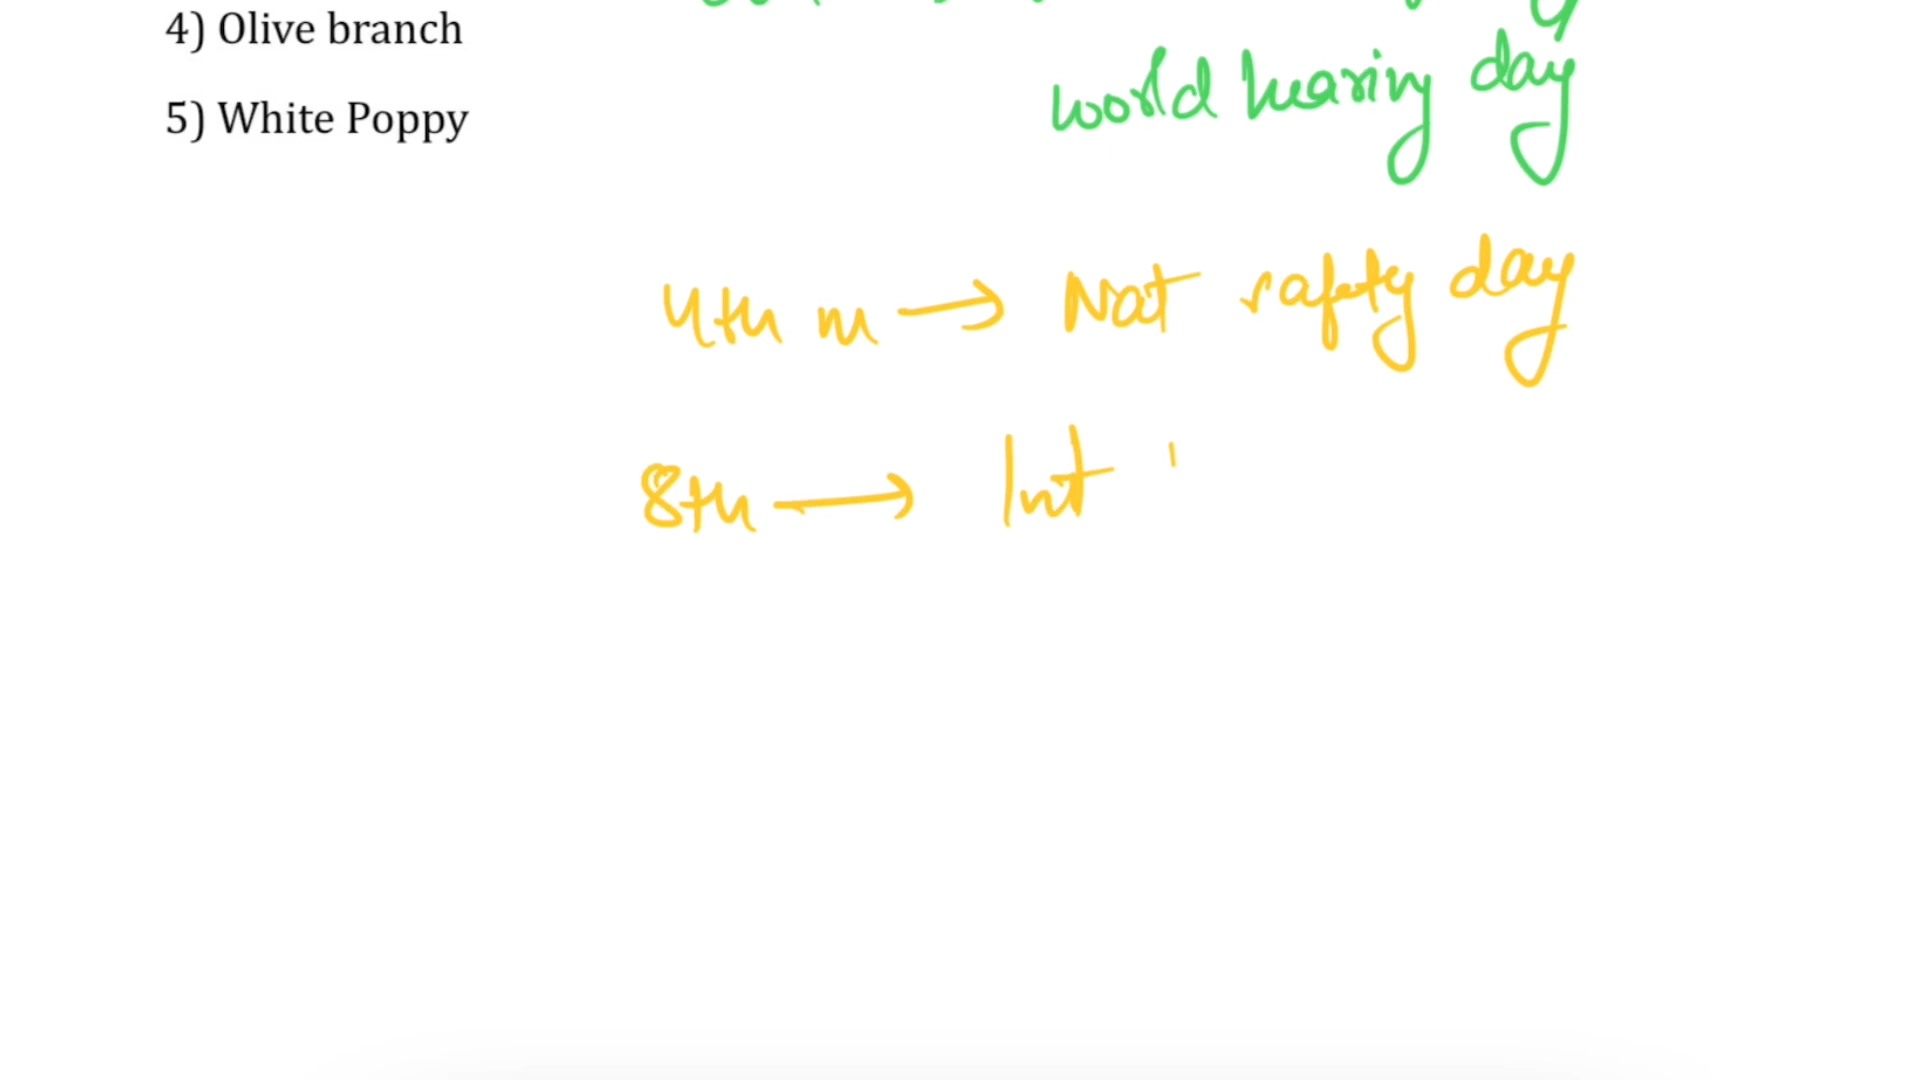 4) Olive branch
world hearing day
5) White Poppy
4th m → Nat safety day
8th → Int